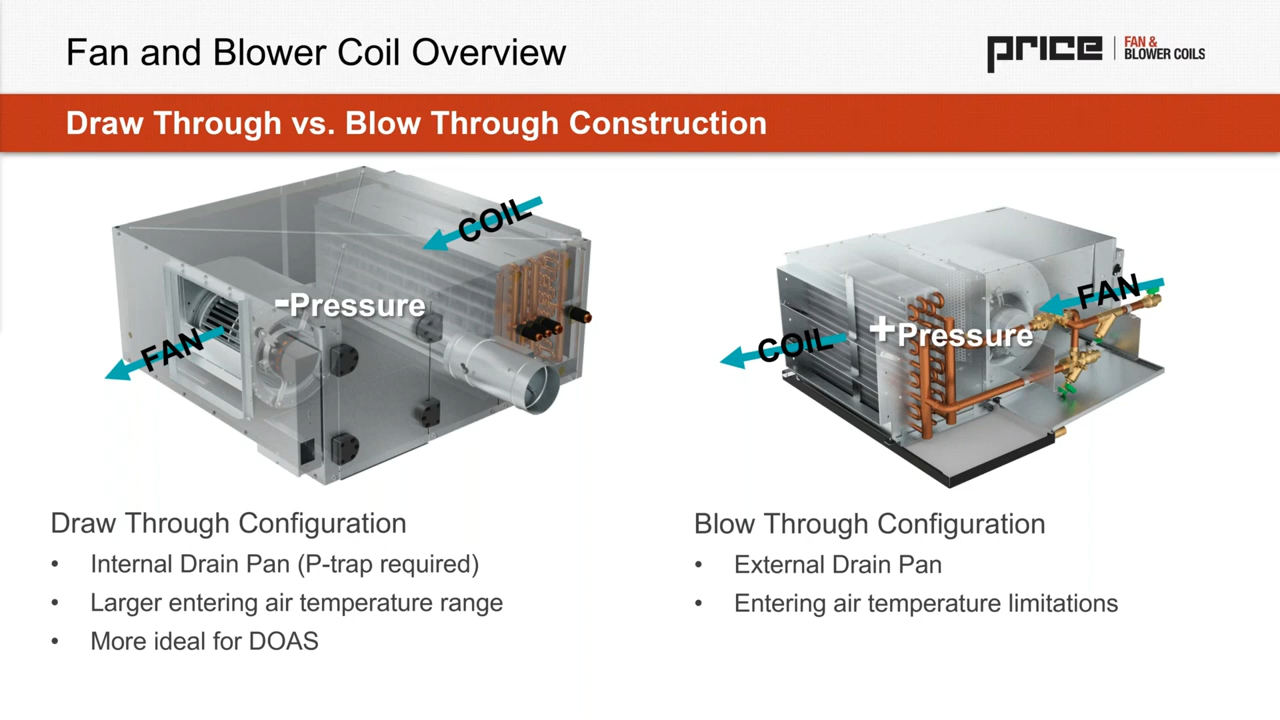 Fan and Blower Coil Overview
price | FAN &
BLOWER COILS
Draw Through vs. Blow Through Construction
COIL
-Pressure
FAN
FAN
+Pressure
COIL
Draw Through Configuration
• Internal Drain Pan (P-trap required)
• Larger entering air temperature range
• More ideal for DOAS
Blow Through Configuration
• External Drain Pan
• Entering air temperature limitations